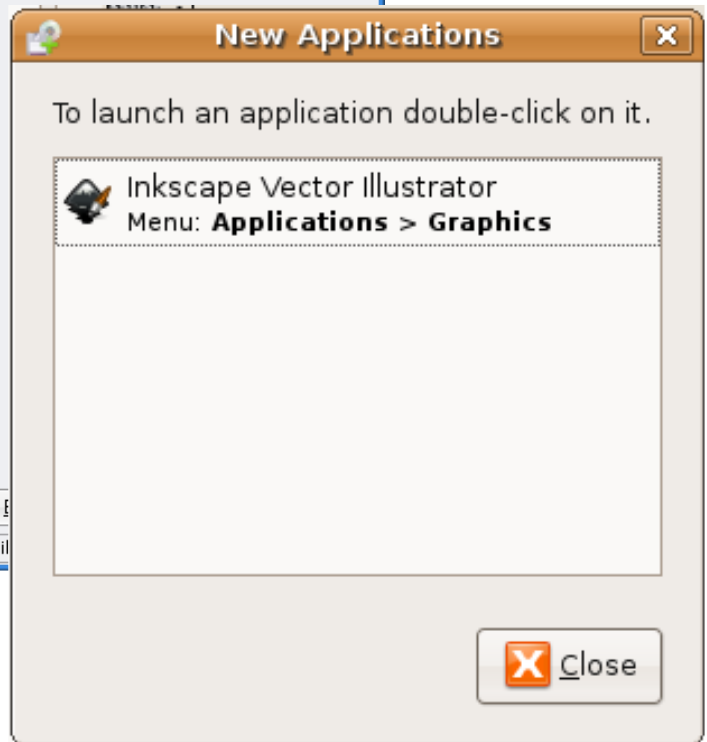 New Applications
To launch an application double-click on it.
Inkscape Vector Illustrator
Menu: Applications > Graphics
Close